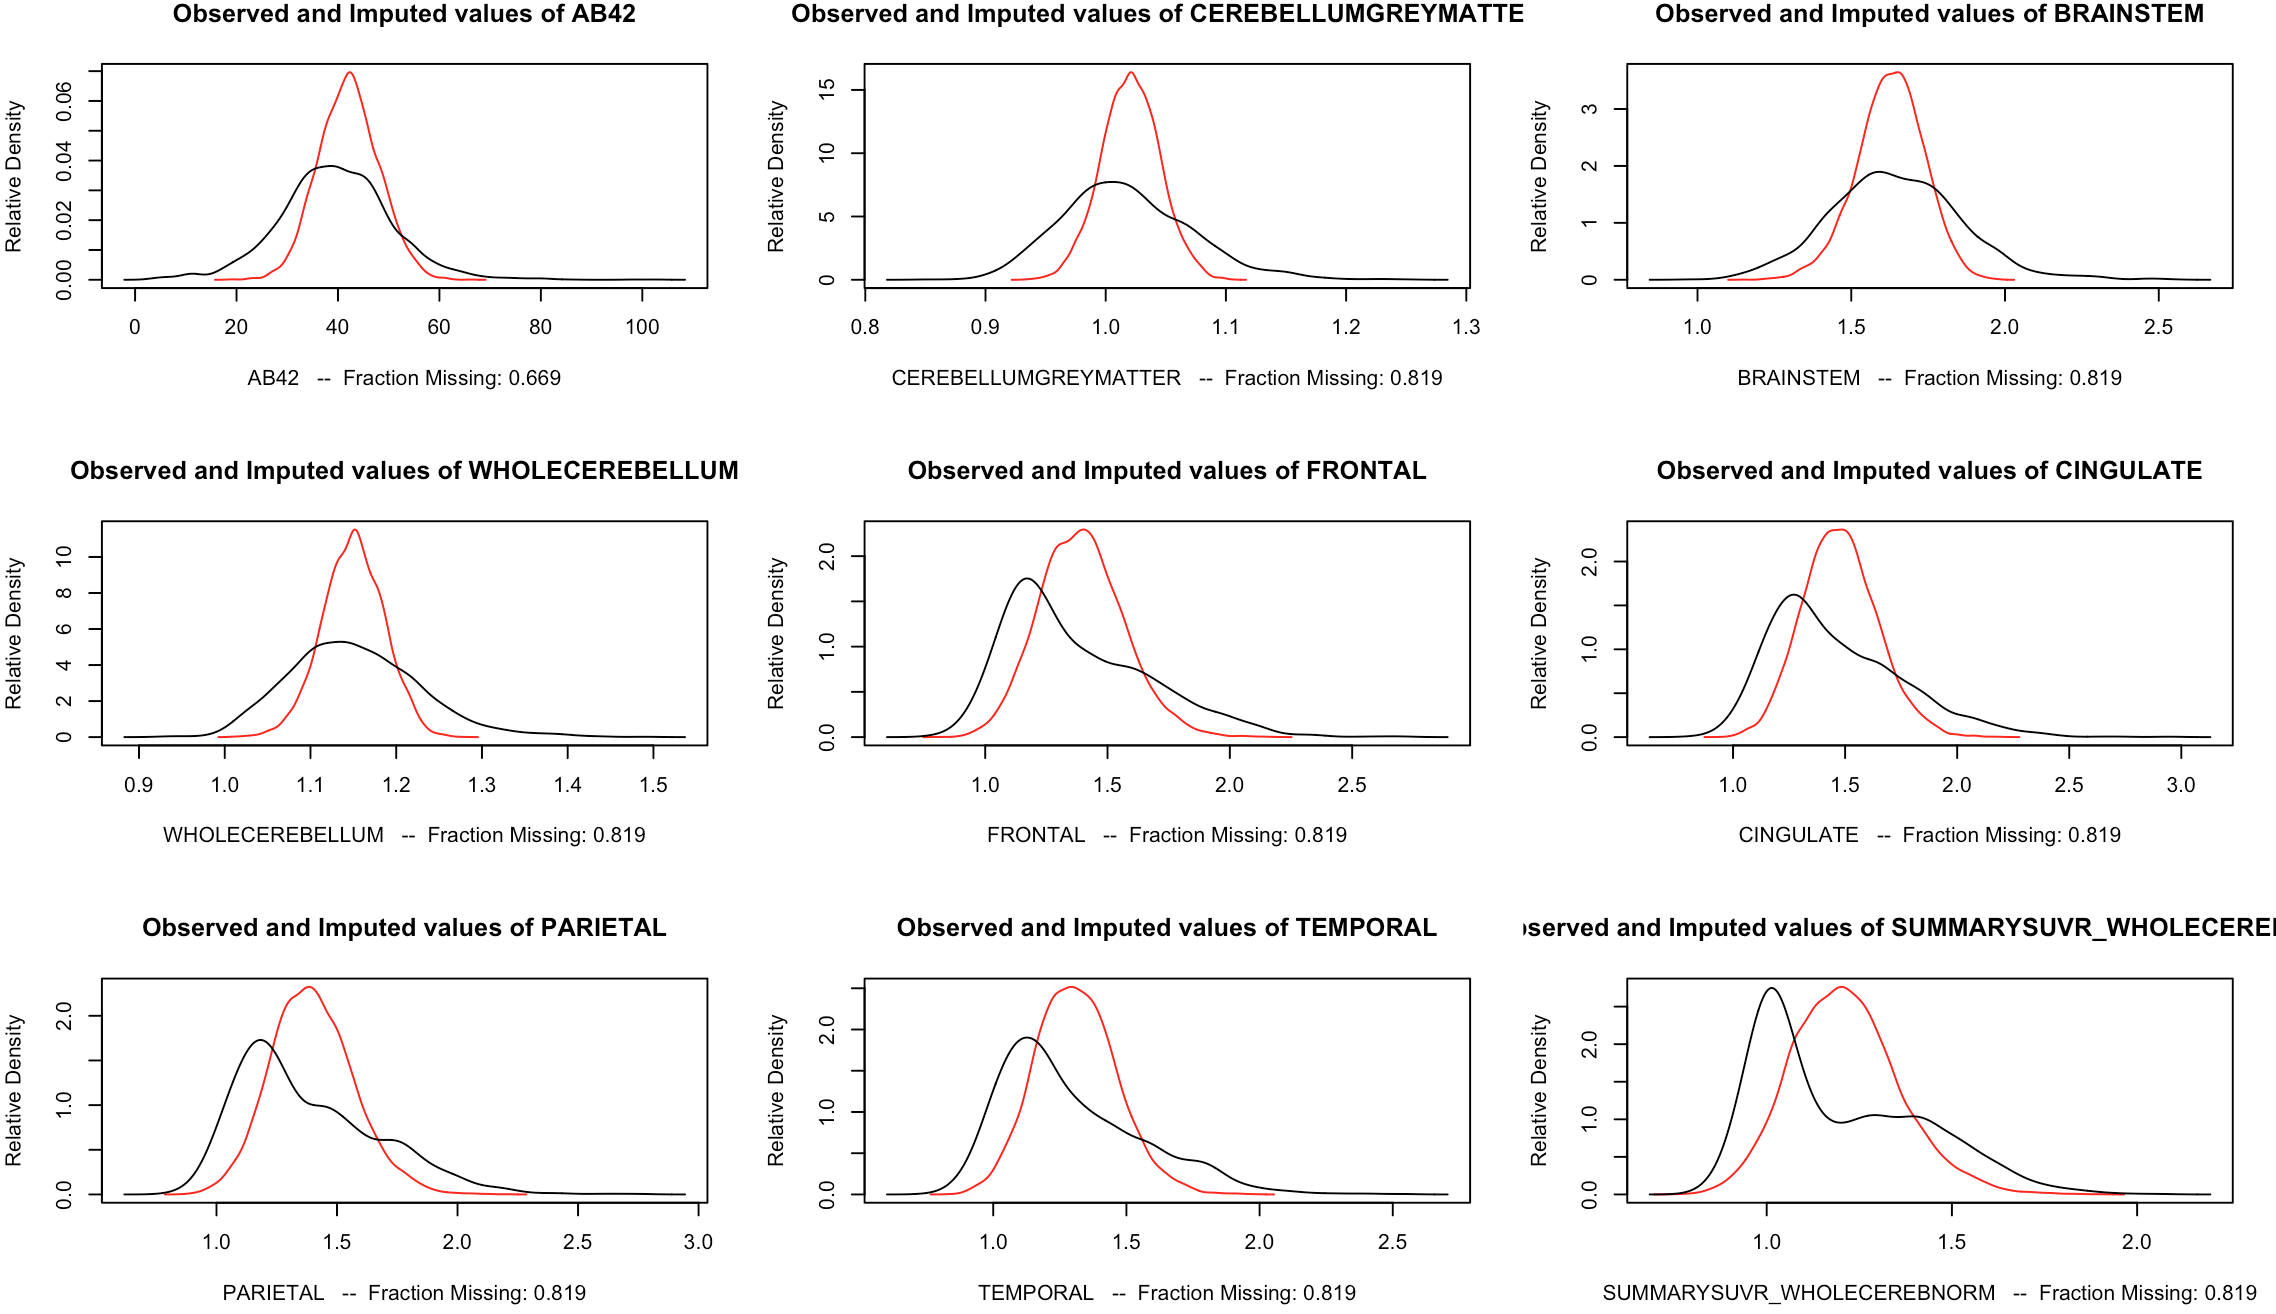 Observed and Imputed values of AB42
Relative Density
0.00 0.02 0.04 0.06
0 20 40 60 80 100
AB42 -- Fraction Missing: 0.669
Observed and Imputed values of CEREBELLUMGREYMATTE
Relative Density
0 5 10 15
0.8 0.9 1.0 1.1 1.2 1.3
CEREBELLUMGREYMATTER -- Fraction Missing: 0.819
Observed and Imputed values of BRAINSTEM
Relative Density
0 1 2 3
1.0 1.5 2.0 2.5
BRAINSTEM -- Fraction Missing: 0.819
Observed and Imputed values of WHOLECEREBELLUM
Relative Density
0 2 4 6 8 10
0.9 1.0 1.1 1.2 1.3 1.4 1.5
WHOLECEREBELLUM -- Fraction Missing: 0.819
Observed and Imputed values of FRONTAL
Relative Density
0.0 1.0 2.0
1.0 1.5 2.0 2.5
FRONTAL -- Fraction Missing: 0.819
Observed and Imputed values of CINGULATE
Relative Density
0.0 1.0 2.0
1.0 1.5 2.0 2.5 3.0
CINGULATE -- Fraction Missing: 0.819
Observed and Imputed values of PARIETAL
Relative Density
0.0 1.0 2.0
1.0 1.5 2.0 2.5 3.0
PARIETAL -- Fraction Missing: 0.819
Observed and Imputed values of TEMPORAL
Relative Density
0.0 1.0 2.0
1.0 1.5 2.0 2.5
TEMPORAL -- Fraction Missing: 0.819
served and Imputed values of SUMMARYSUVR_WHOLECEREI
Relative Density
0.0 1.0 2.0
1.0 1.5 2.0
SUMMARYSUVR_WHOLECEREBNORM -- Fraction Missing: 0.819